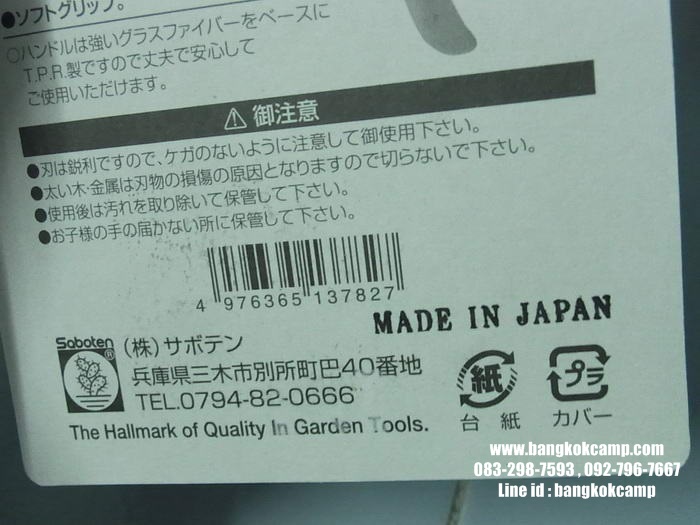 ●ソフトグリップ。
○ハンドルは強いグラスファイバーをベースに
T.P.R.製ですので丈夫で安心して
ご使用いただけます。
⚠ 御注意
●刃は鋭利ですので、ケガのないように注意して御使用下さい。
●太い木・金属は刃物の損傷の原因となりますので切らないで下さい。
●使用後は汚れを取り除いて保管して下さい。
●お子様の手の届かない所に保管して下さい。
4 976365 137827
MADE IN JAPAN
Saboten ®
(株) サボテン
兵庫県三木市別所町巴40番地
TEL.0794-82-0666
The Hallmark of Quality In Garden Tools.
紙
台 紙
プラ
カバー
www.bangkokcamp.com
083-298-7593 , 092-796-7667
Line id : bangkokcamp